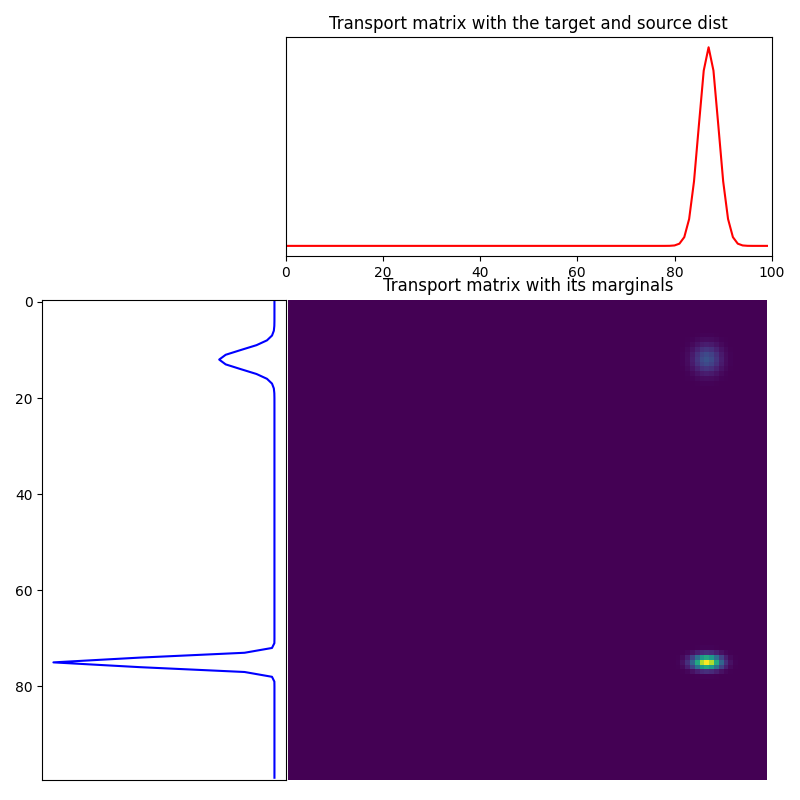 Transport matrix with the target and source dist
0 20 40 60 80 100
Transport matrix with its marginals
0
20
40
60
80